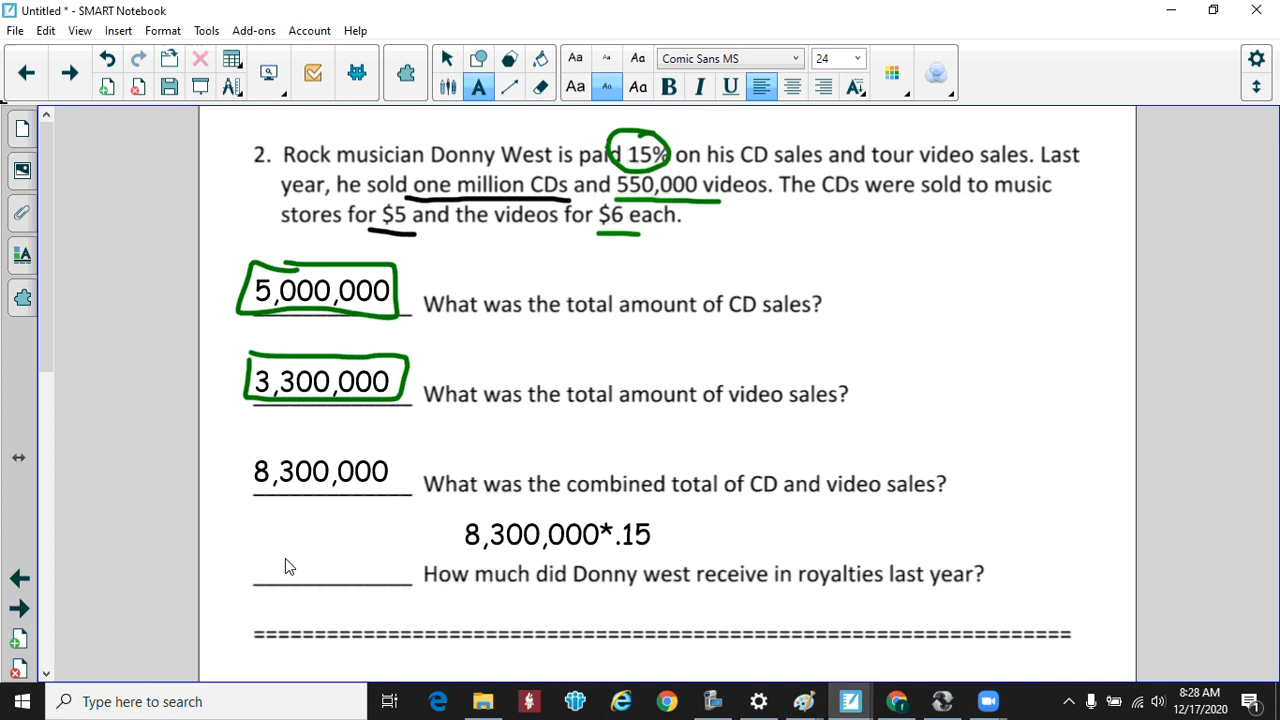 Untitled * - SMART Notebook
File Edit View Insert Format Tools Add-ons Account Help
Aa Aa Aa Comic Sans MS 24
A Aa Aa Aa B I U
2. Rock musician Donny West is paid 15% on his CD sales and tour video sales. Last
year, he sold one million CDs and 550,000 videos. The CDs were sold to music
stores for $5 and the videos for $6 each.
5,000,000 What was the total amount of CD sales?
3,300,000 What was the total amount of video sales?
8,300,000 What was the combined total of CD and video sales?
8,300,000*.15
How much did Donny west receive in royalties last year?
===================================================================
Type here to search
8:28 AM
12/17/2020